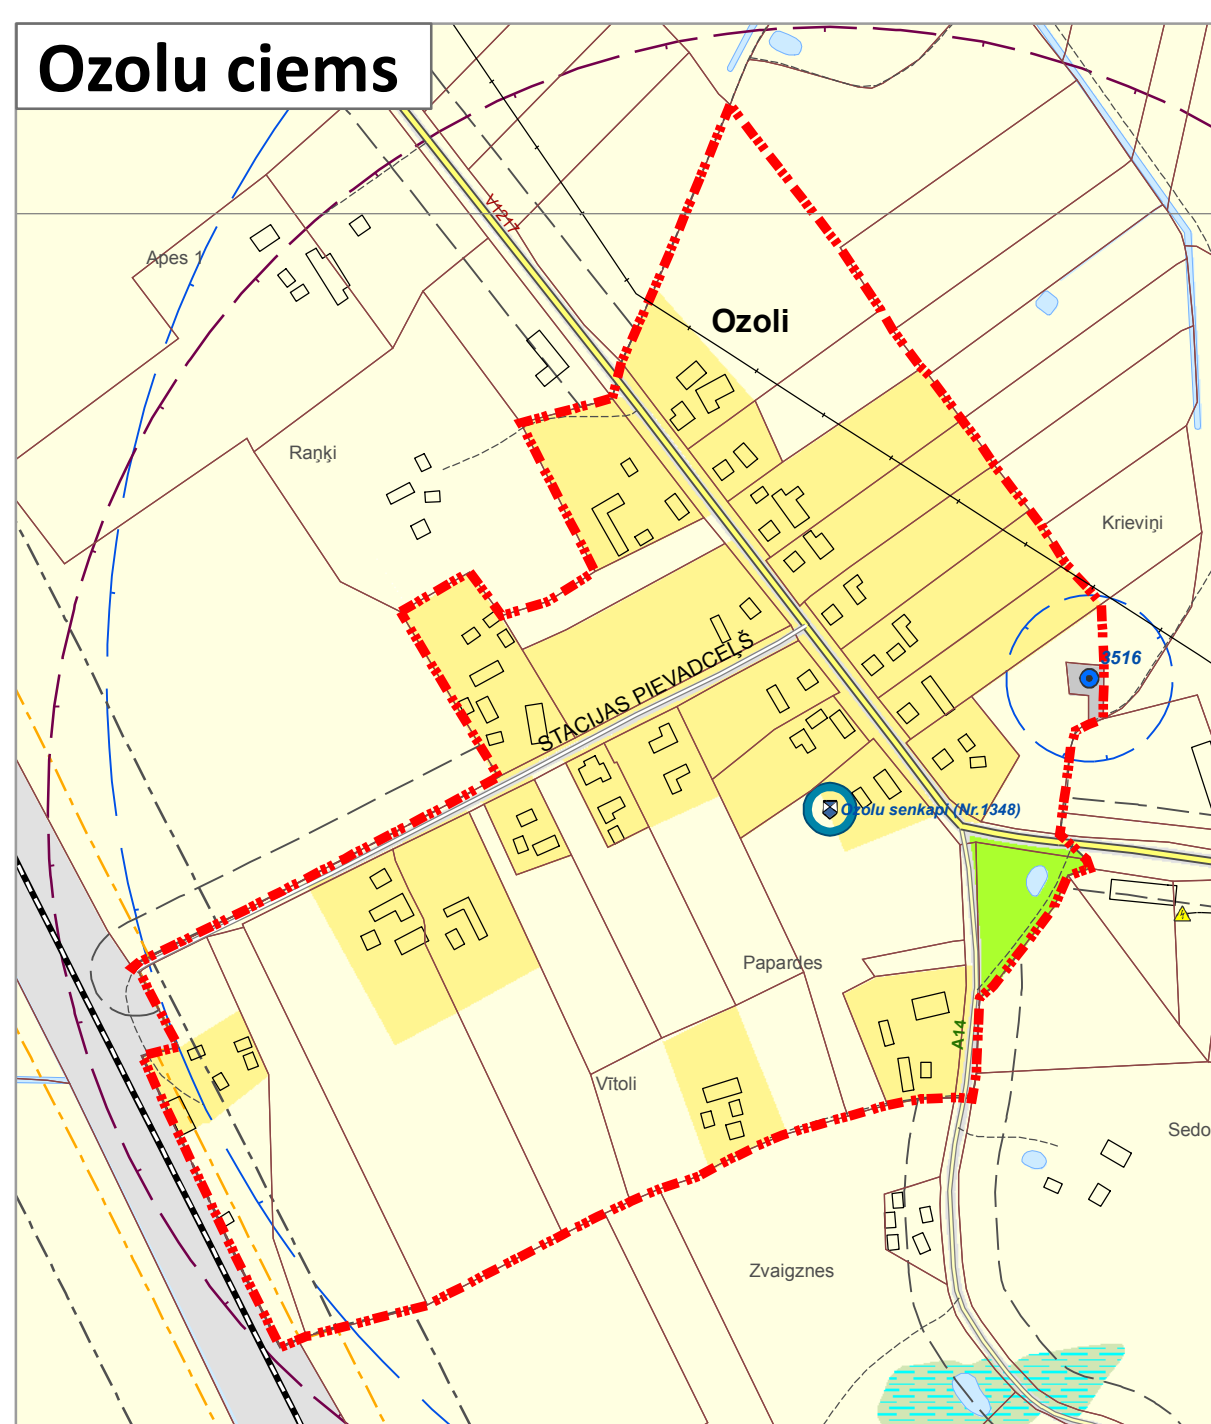 Ozolu ciems
V1217
Apes 1
Ozoli
Raņķi
Krieviņi
STACIJAS PIEVADCEĻŠ
3516
Ozolu senkapi (Nr.1348)
Papardes
A14
Vītoli
Sedo
Zvaigznes